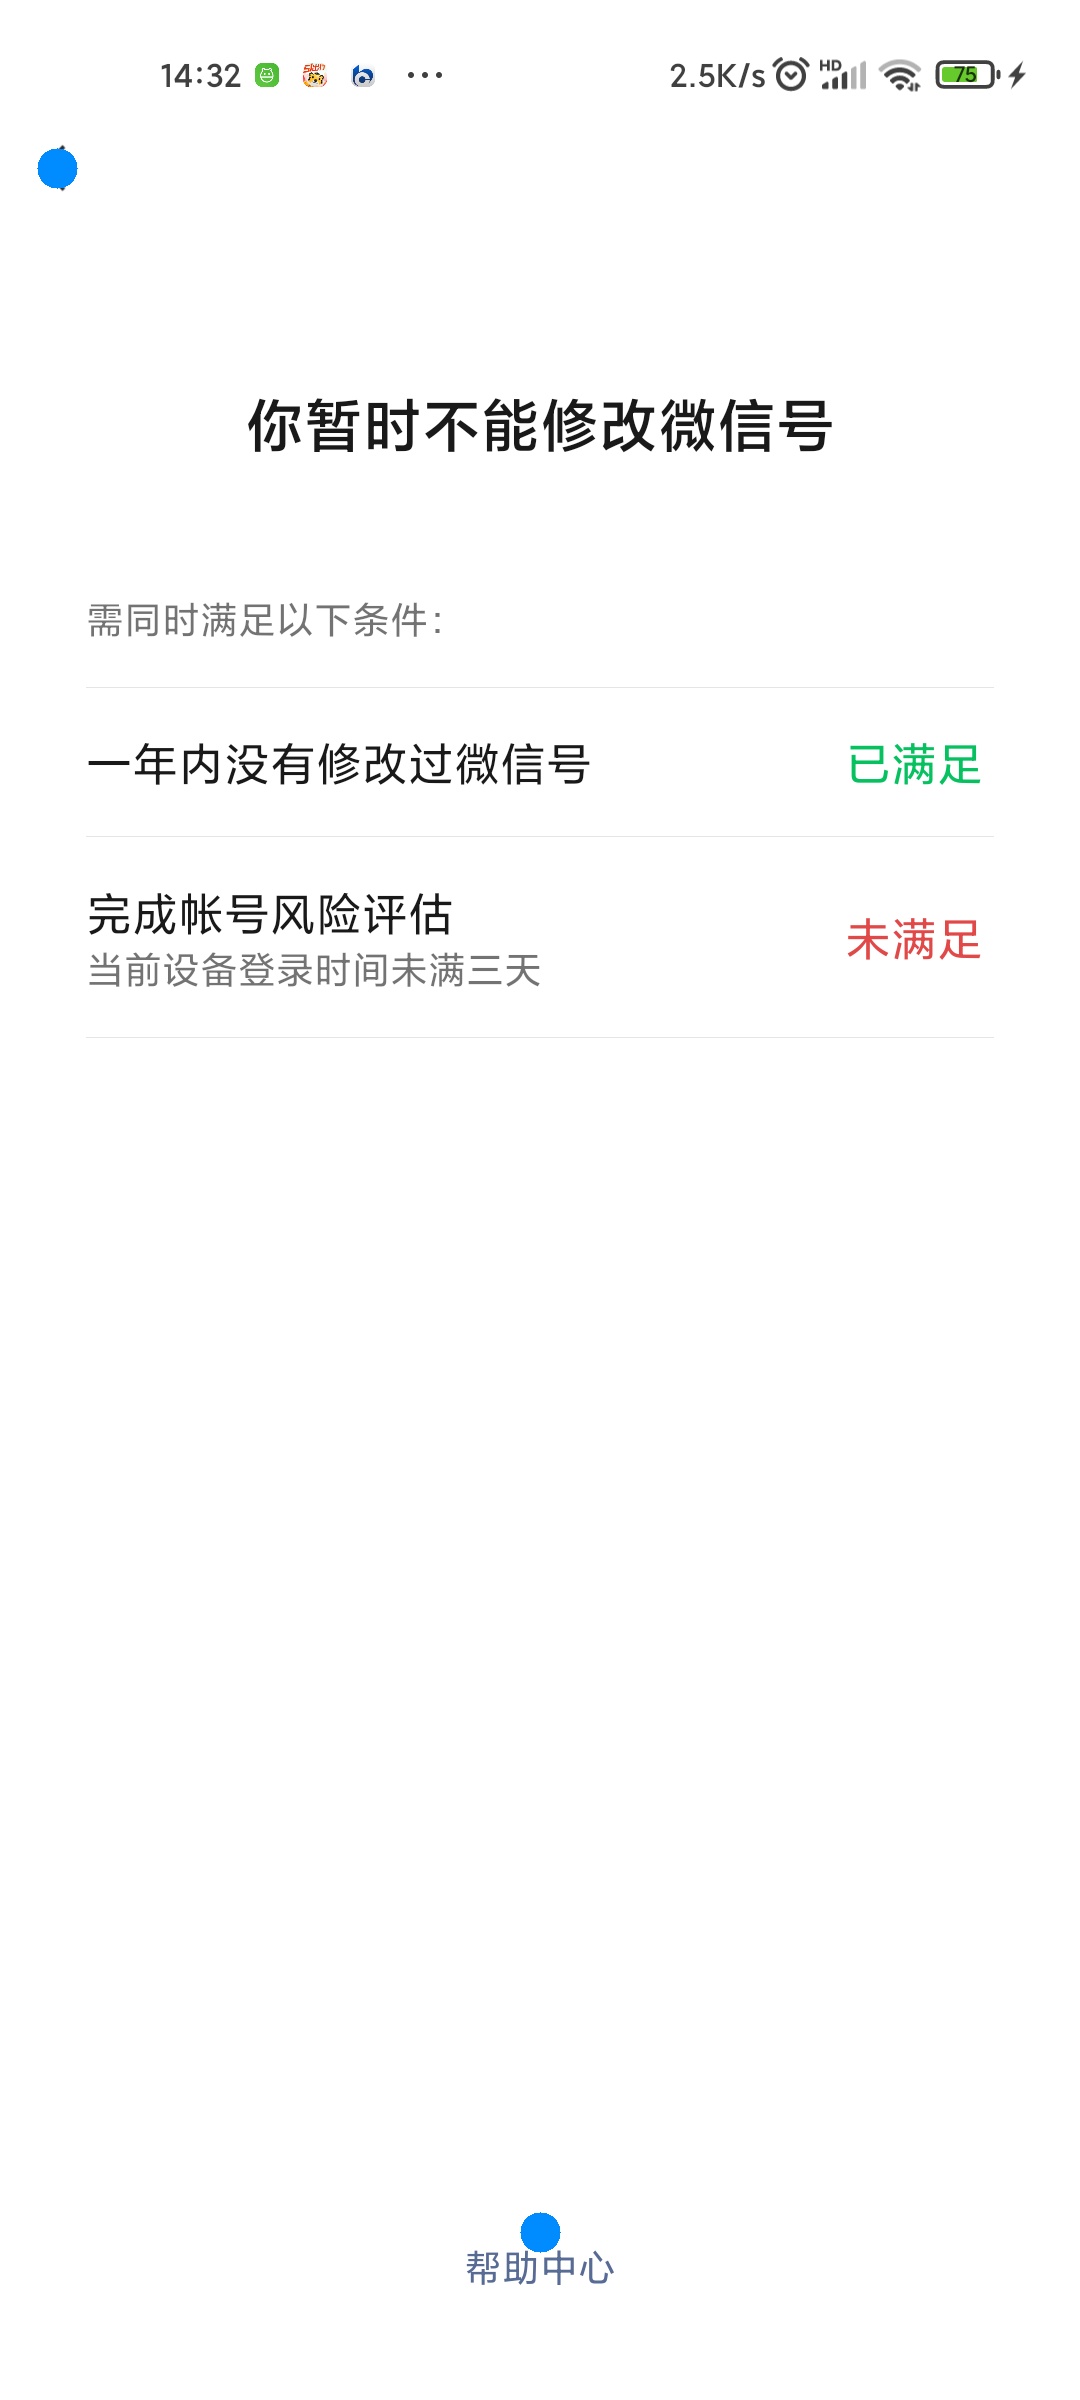 14:32 ... 2.5K/s HD 75
你暂时不能修改微信号
需同时满足以下条件：
一年内没有修改过微信号 已满足
完成帐号风险评估
当前设备登录时间未满三天
未满足
帮助中心